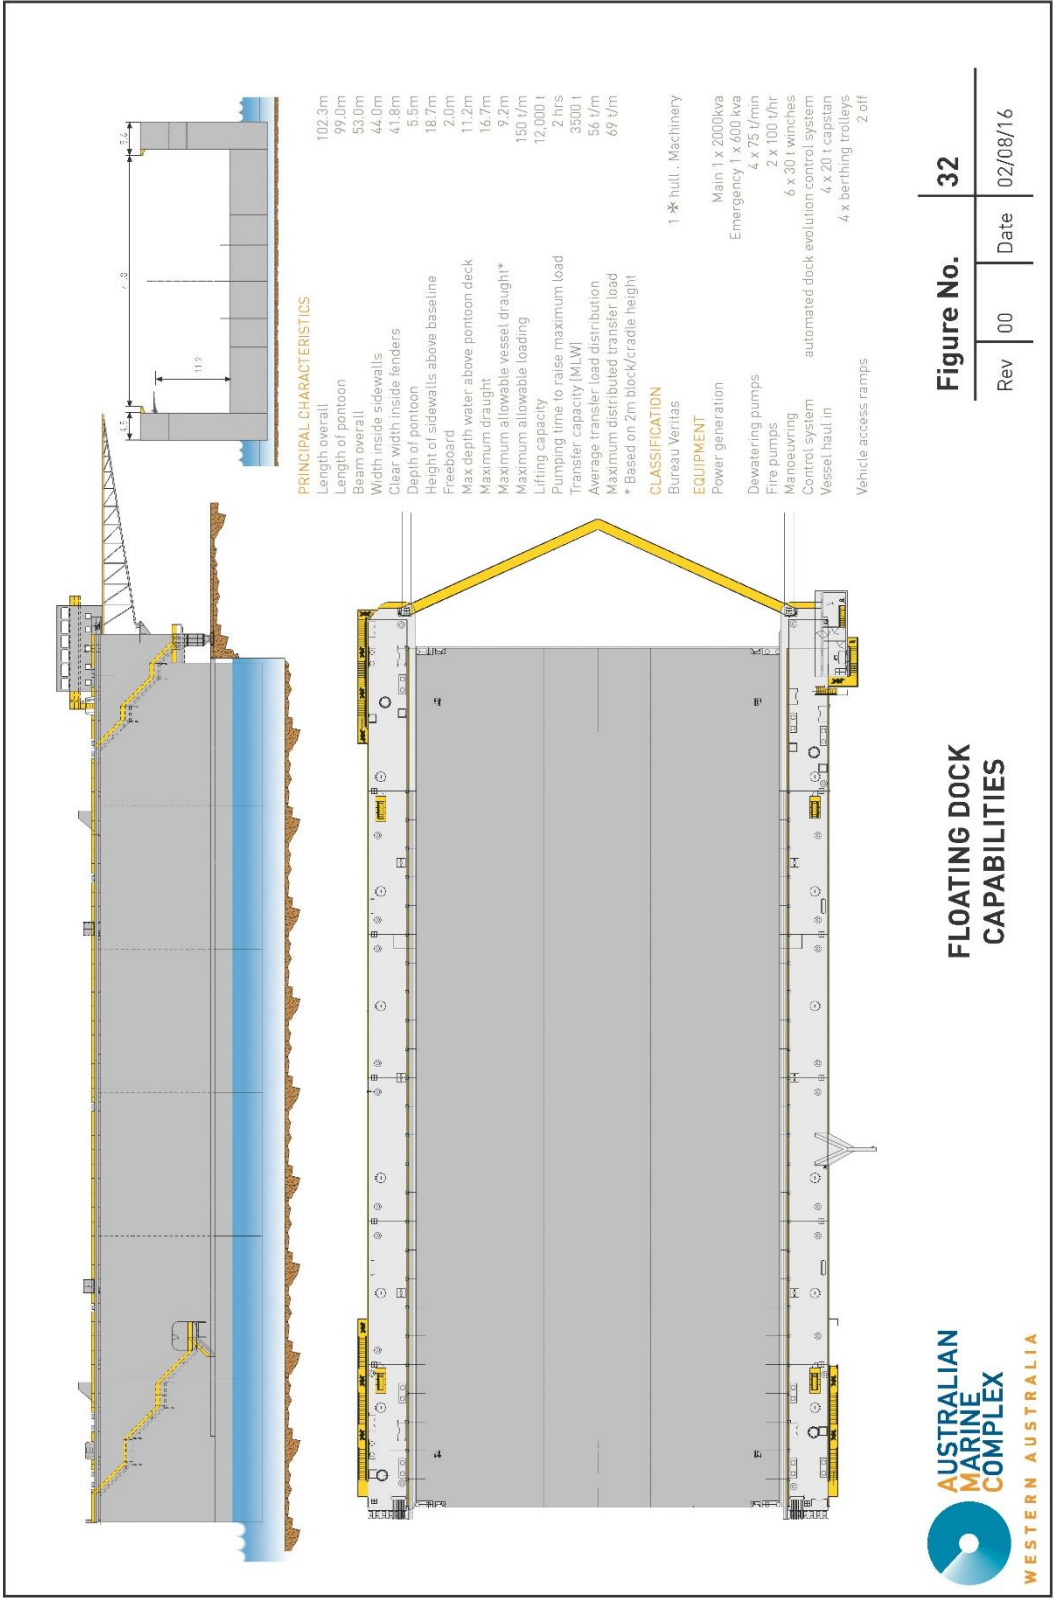 PRINCIPAL CHARACTERISTICS
Length overall 102.3m
Length of pontoon 99.0m
Beam overall 53.0m
Width inside sidewalls 44.0m
Clear width inside fenders 41.8m
Depth of pontoon 5.5m
Height of sidewalls above baseline 18.7m
Freeboard 2.0m
Max depth water above pontoon deck 11.2m
Maximum draught 16.7m
Maximum allowable vessel draught* 9.2m
Maximum allowable loading 150 t/m
Lifting capacity 12,000 t
Pumping time to raise maximum load 2 hrs
Transfer capacity [MLW] 3500 t
Average transfer load distribution 56 t/m
Maximum distributed transfer load 69 t/m
* Based on 2m block/cradle height
CLASSIFICATION
Bureau Veritas 1 ✠ hull . Machinery
EQUIPMENT
Power generation Main 1 x 2000kva
Emergency 1 x 600 kva
Dewatering pumps 4 x 75 t/min
Fire pumps 2 x 100 t/hr
Manoeuvring 6 x 30 t winches
Control system automated dock evolution control system
Vessel haul in 4 x 20 t capstan
4 x berthing trolleys
Vehicle access ramps 2 off
AUSTRALIAN
MARINE
COMPLEX
WESTERN AUSTRALIA
FLOATING DOCK
CAPABILITIES
Figure No. 32
Rev 00 Date 02/08/16